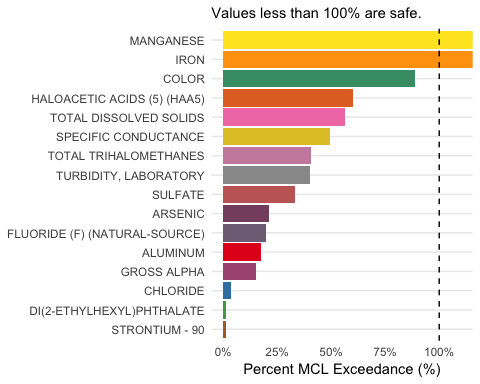 Values less than 100% are safe.
MANGANESE
IRON
COLOR
HALOACETIC ACIDS (5) (HAA5)
TOTAL DISSOLVED SOLIDS
SPECIFIC CONDUCTANCE
TOTAL TRIHALOMETHANES
TURBIDITY, LABORATORY
SULFATE
ARSENIC
FLUORIDE (F) (NATURAL-SOURCE)
ALUMINUM
GROSS ALPHA
CHLORIDE
DI(2-ETHYLHEXYL)PHTHALATE
STRONTIUM - 90
0% 25% 50% 75% 100%
Percent MCL Exceedance (%)